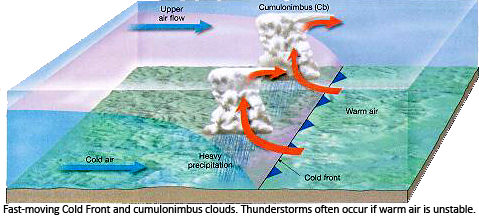 Upper
air flow
Cumulonimbus (Cb)
Warm air
Cold air
Heavy
precipitation
Cold front
Fast-moving Cold Front and cumulonimbus clouds. Thunderstorms often occur if warm air is unstable.